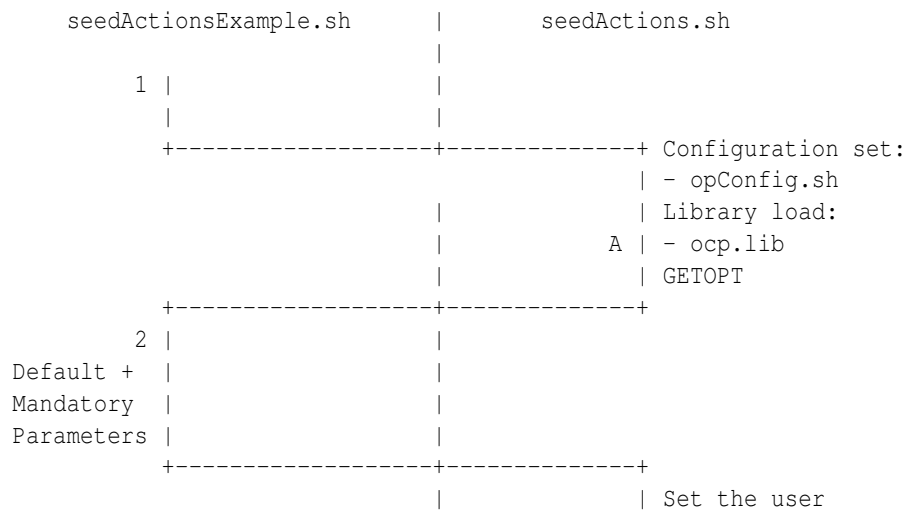 seedActionsExample.sh | seedActions.sh
|
1 | |
| |
+-------------------+--------------+ Configuration set:
| - opConfig.sh
| | Library load:
| A | - ocp.lib
| | GETOPT
+-------------------+--------------+
2 | |
Default + | |
Mandatory | |
Parameters | |
+-------------------+--------------+
| | Set the user